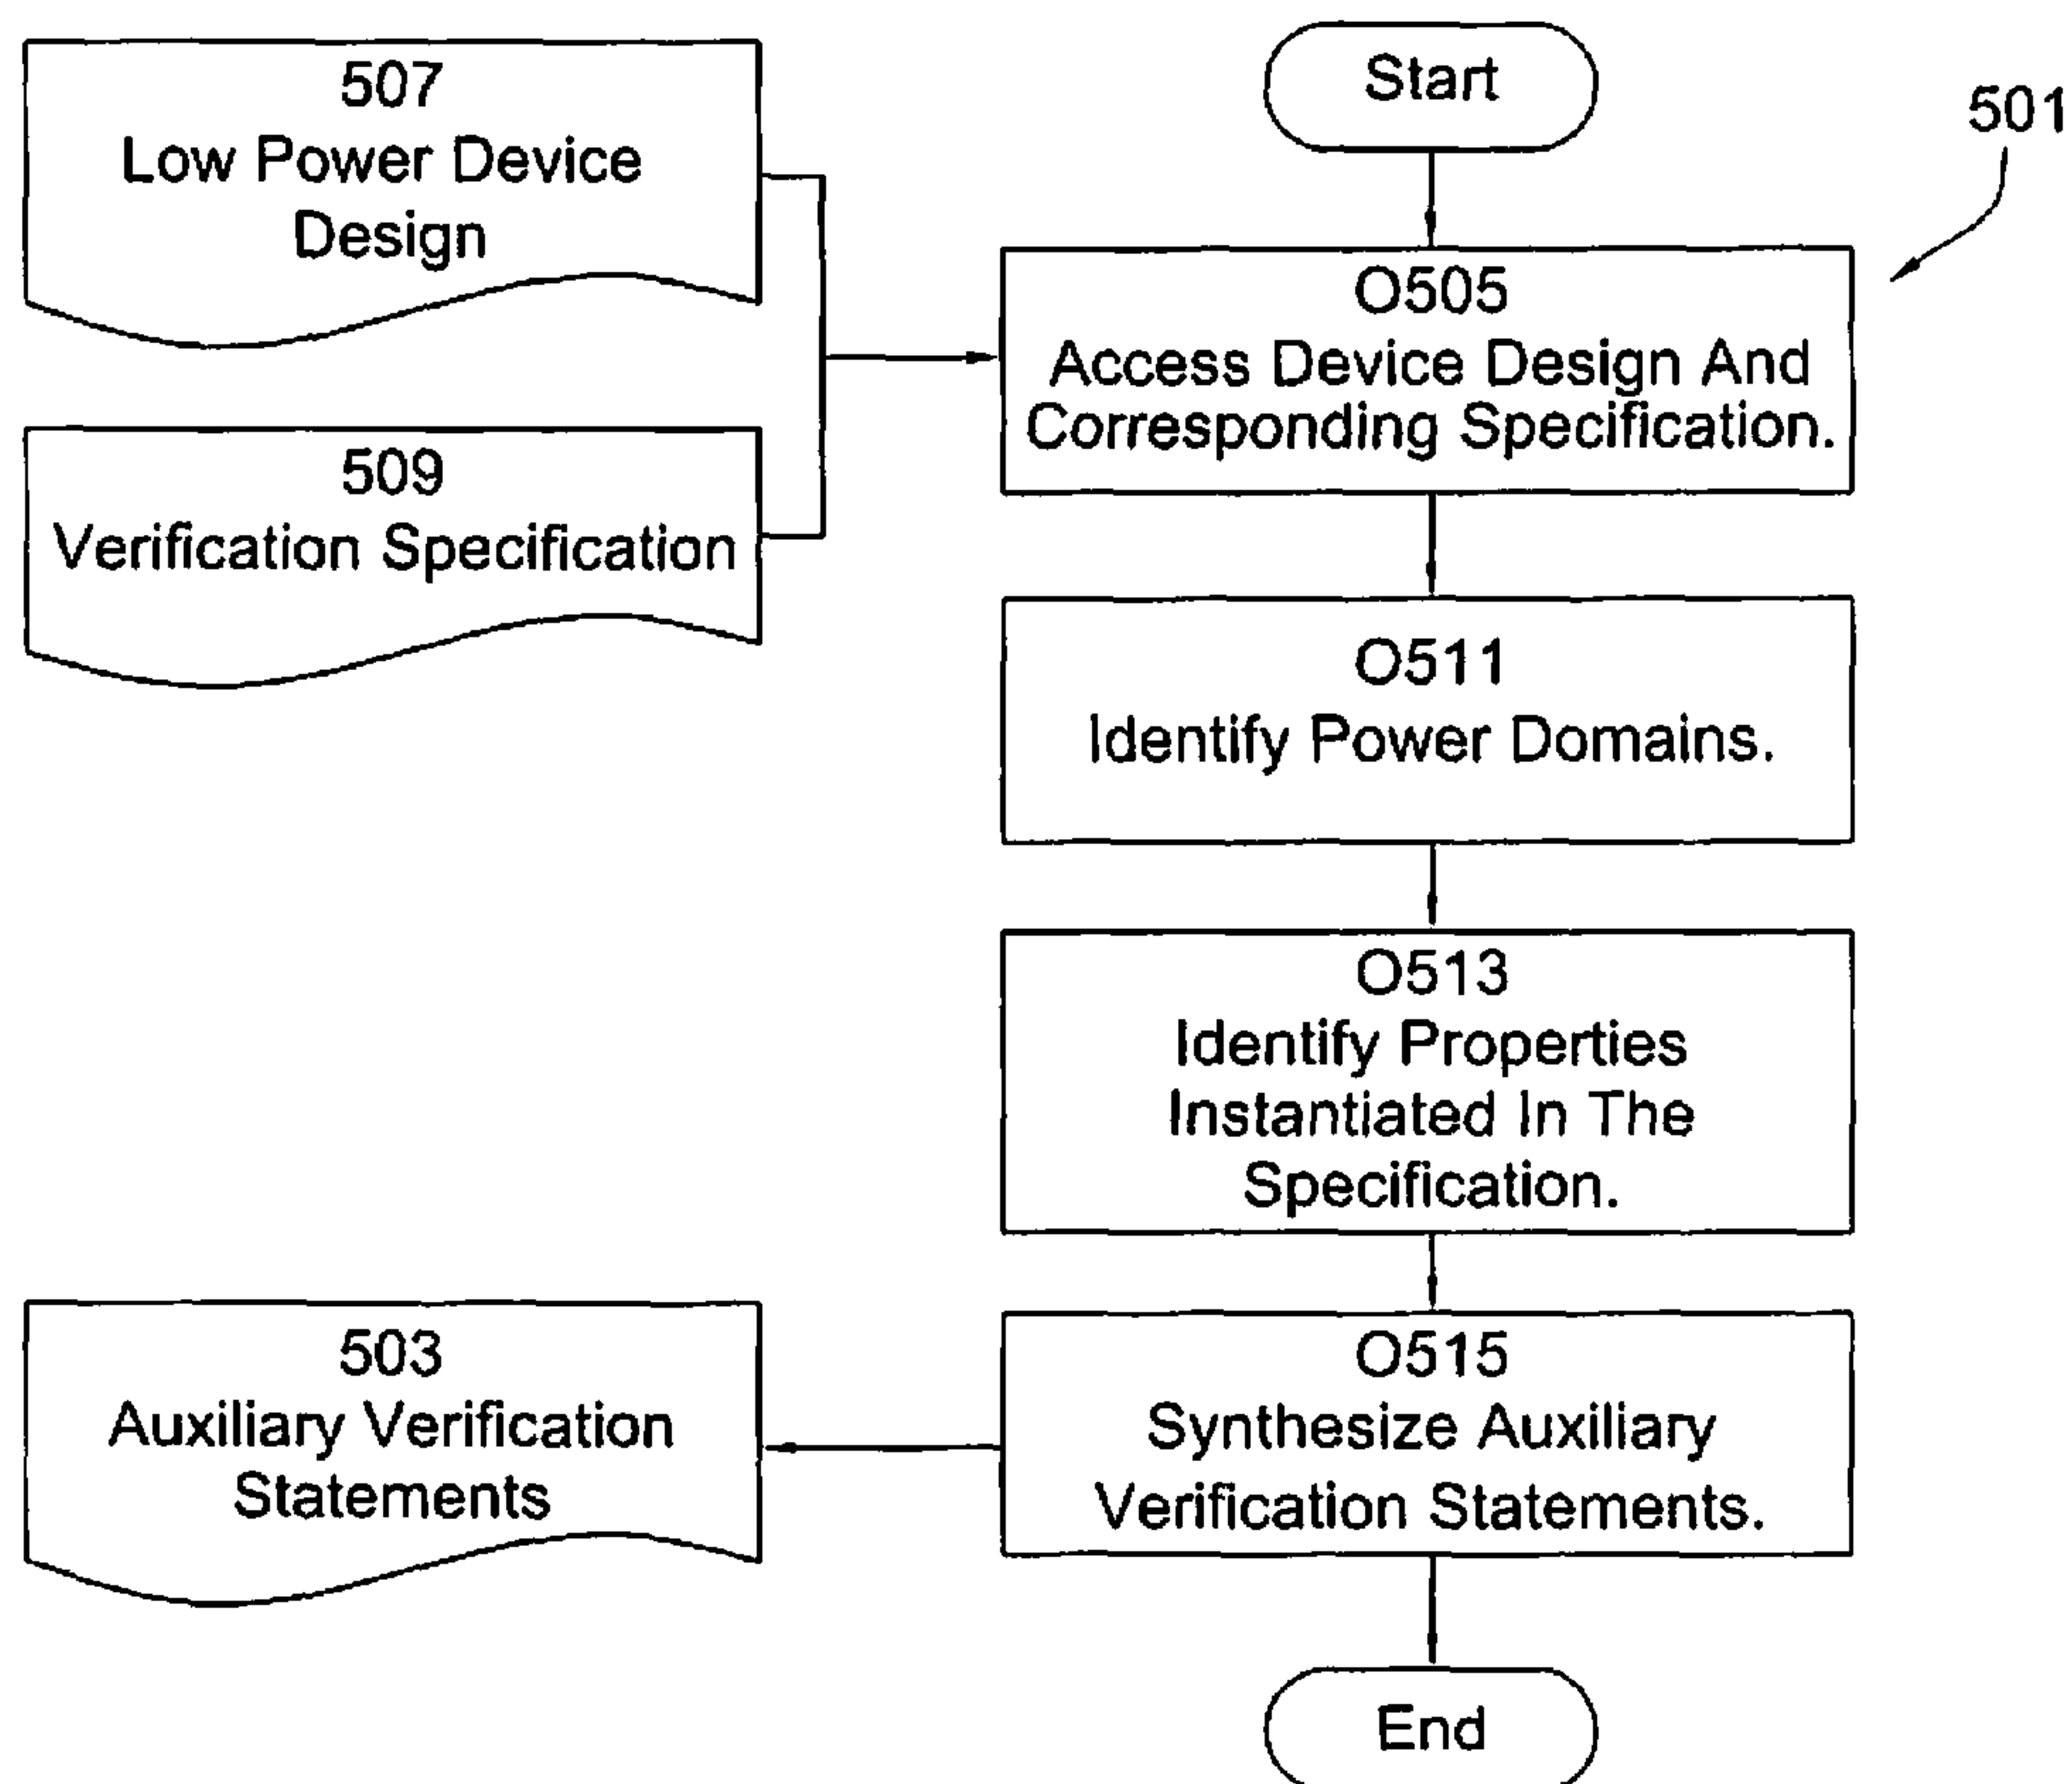 Start
501
507
Low Power Device
Design
O505
Access Device Design And
Corresponding Specification.
509
Verification Specification
O511
Identify Power Domains.
O513
Identify Properties
Instantiated In The
Specification.
503
Auxiliary Verification
Statements
O515
Synthesize Auxiliary
Verification Statements.
End